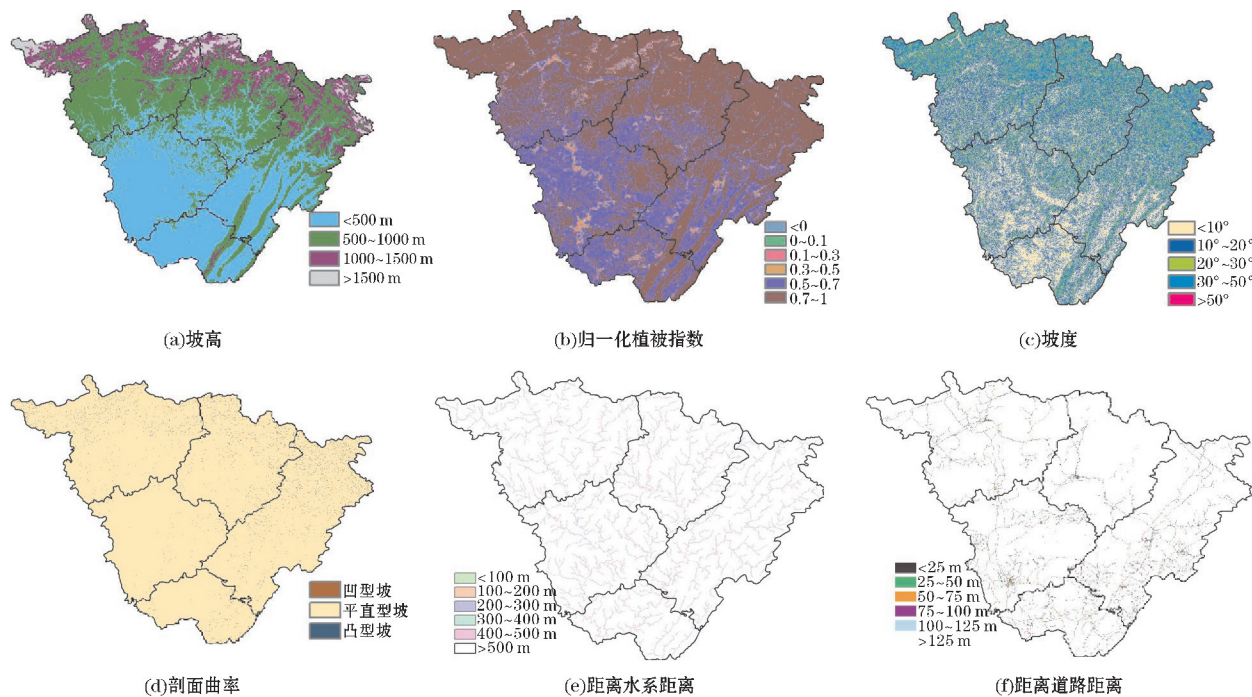 <500 m
500~1000 m
1000~1500 m
>1500 m
(a)坡高
<0
0~0.1
0.1~0.3
0.3~0.5
0.5~0.7
0.7~1
(b)归一化植被指数
<10°
10°~20°
20°~30°
30°~50°
>50°
(c)坡度
凹型坡
平直型坡
凸型坡
(d)剖面曲率
<100 m
100~200 m
200~300 m
300~400 m
400~500 m
>500 m
(e)距离水系距离
<25 m
25~50 m
50~75 m
75~100 m
100~125 m
>125 m
(f)距离道路距离